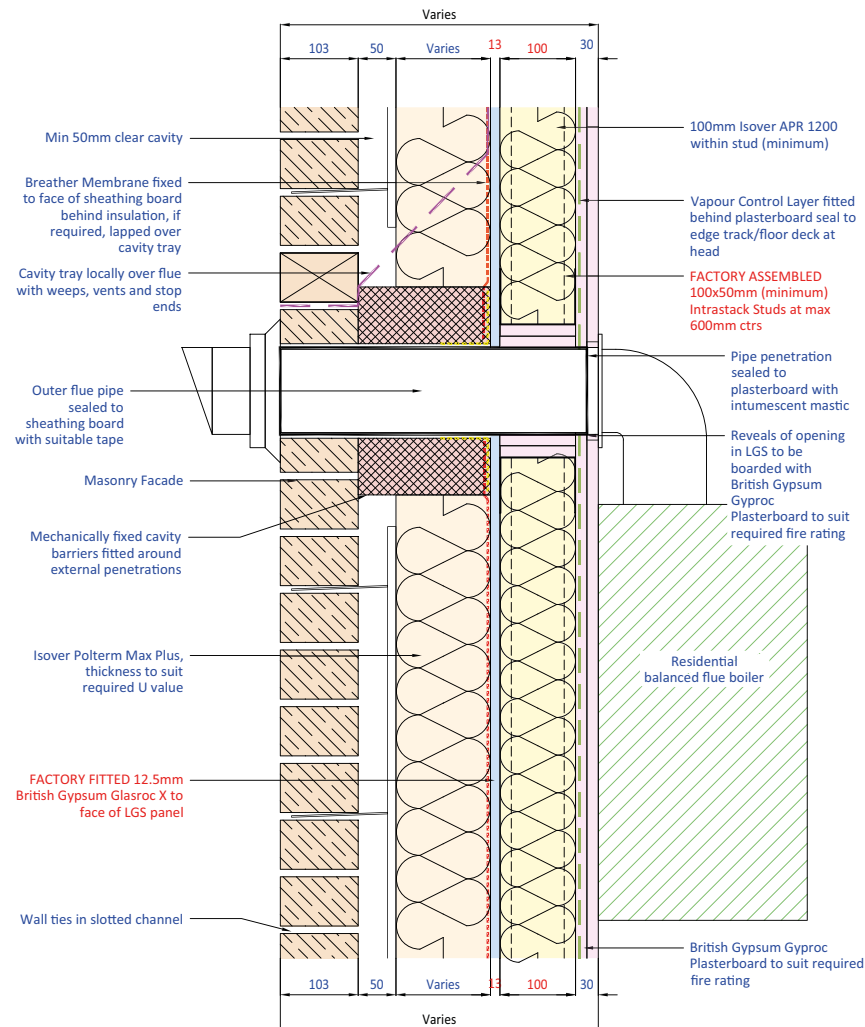 Varies
103
50
Varies
13
100
30
Min 50mm clear cavity
Breather Membrane fixed
to face of sheathing board
behind insulation, if
required, lapped over
cavity tray
Cavity tray locally over flue
with weeps, vents and stop
ends
Outer flue pipe
sealed to
sheathing board
with suitable tape
Masonry Facade
Mechanically fixed cavity
barriers fitted around
external penetrations
Isover Polterm Max Plus,
thickness to suit
required U value
FACTORY FITTED 12.5mm
British Gypsum Glasroc X to
face of LGS panel
Wall ties in slotted channel
100mm Isover APR 1200
within stud (minimum)
Vapour Control Layer fitted
behind plasterboard seal to
edge track/floor deck at
head
FACTORY ASSEMBLED
100x50mm (minimum)
Intrastack Studs at max
600mm ctrs
Pipe penetration
sealed to
plasterboard with
intumescent mastic
Reveals of opening
in LGS to be
boarded with
British Gypsum
Gyproc
Plasterboard to suit
required fire rating
Residential
balanced flue boiler
British Gypsum Gyproc
Plasterboard to suit required
fire rating
103
50
Varies
13
100
30
Varies